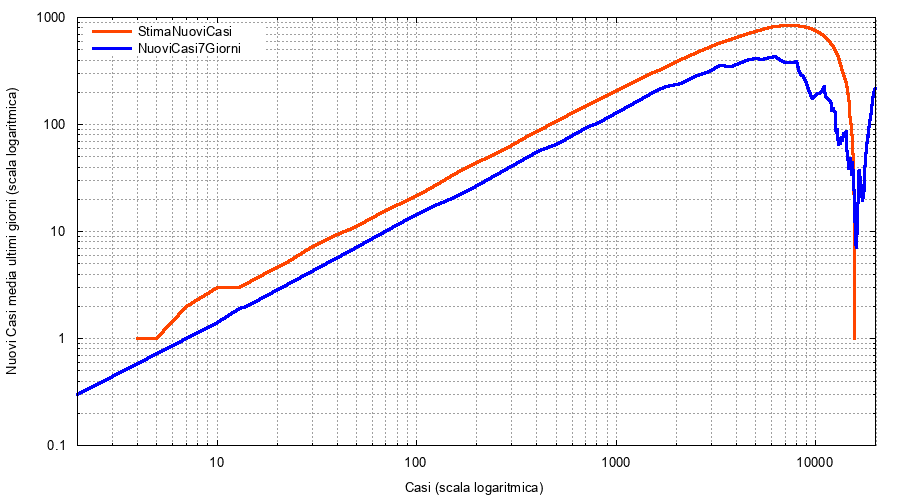 1000
100
10
1
0.1
StimaNuoviCasi
NuoviCasi7Giorni
Nuovi Casi media ultimi giorni (scala logaritmica)
10
100
1000
10000
Casi (scala logaritmica)